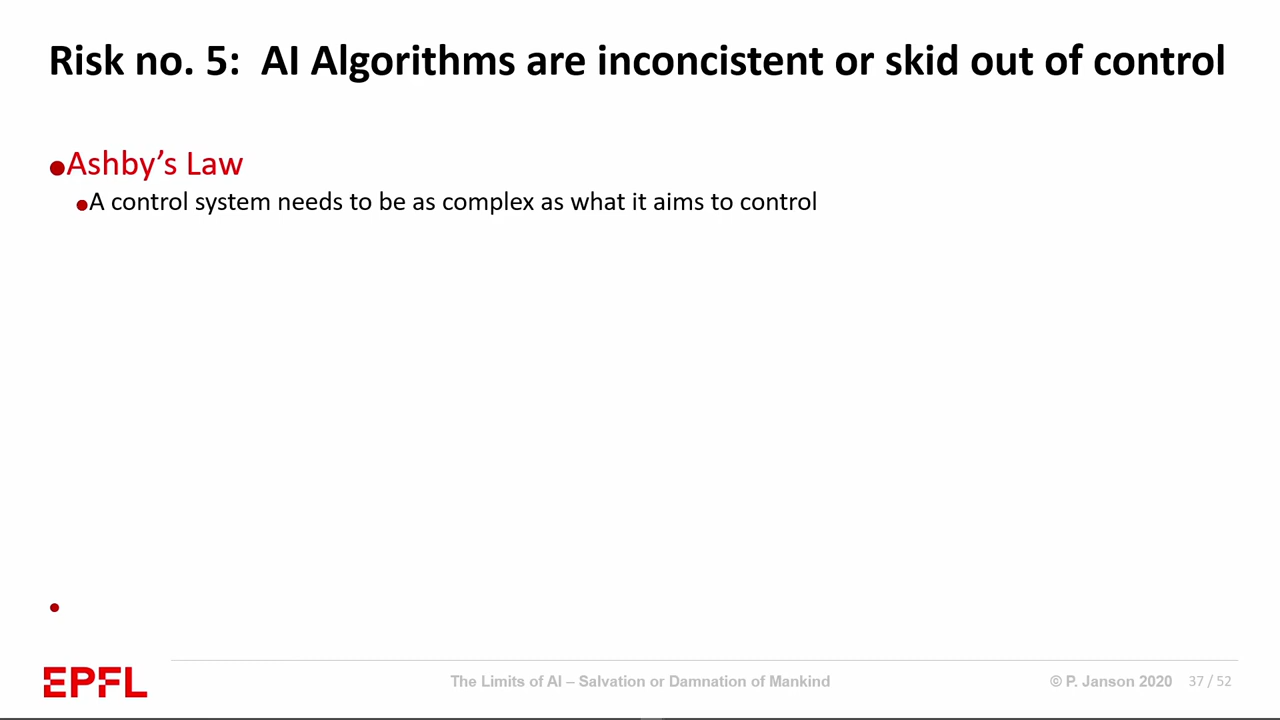 Risk no. 5: AI Algorithms are inconcistent or skid out of control
•Ashby’s Law
•A control system needs to be as complex as what it aims to control
•
EPFL
The Limits of AI – Salvation or Damnation of Mankind
© P. Janson 2020 37 / 52